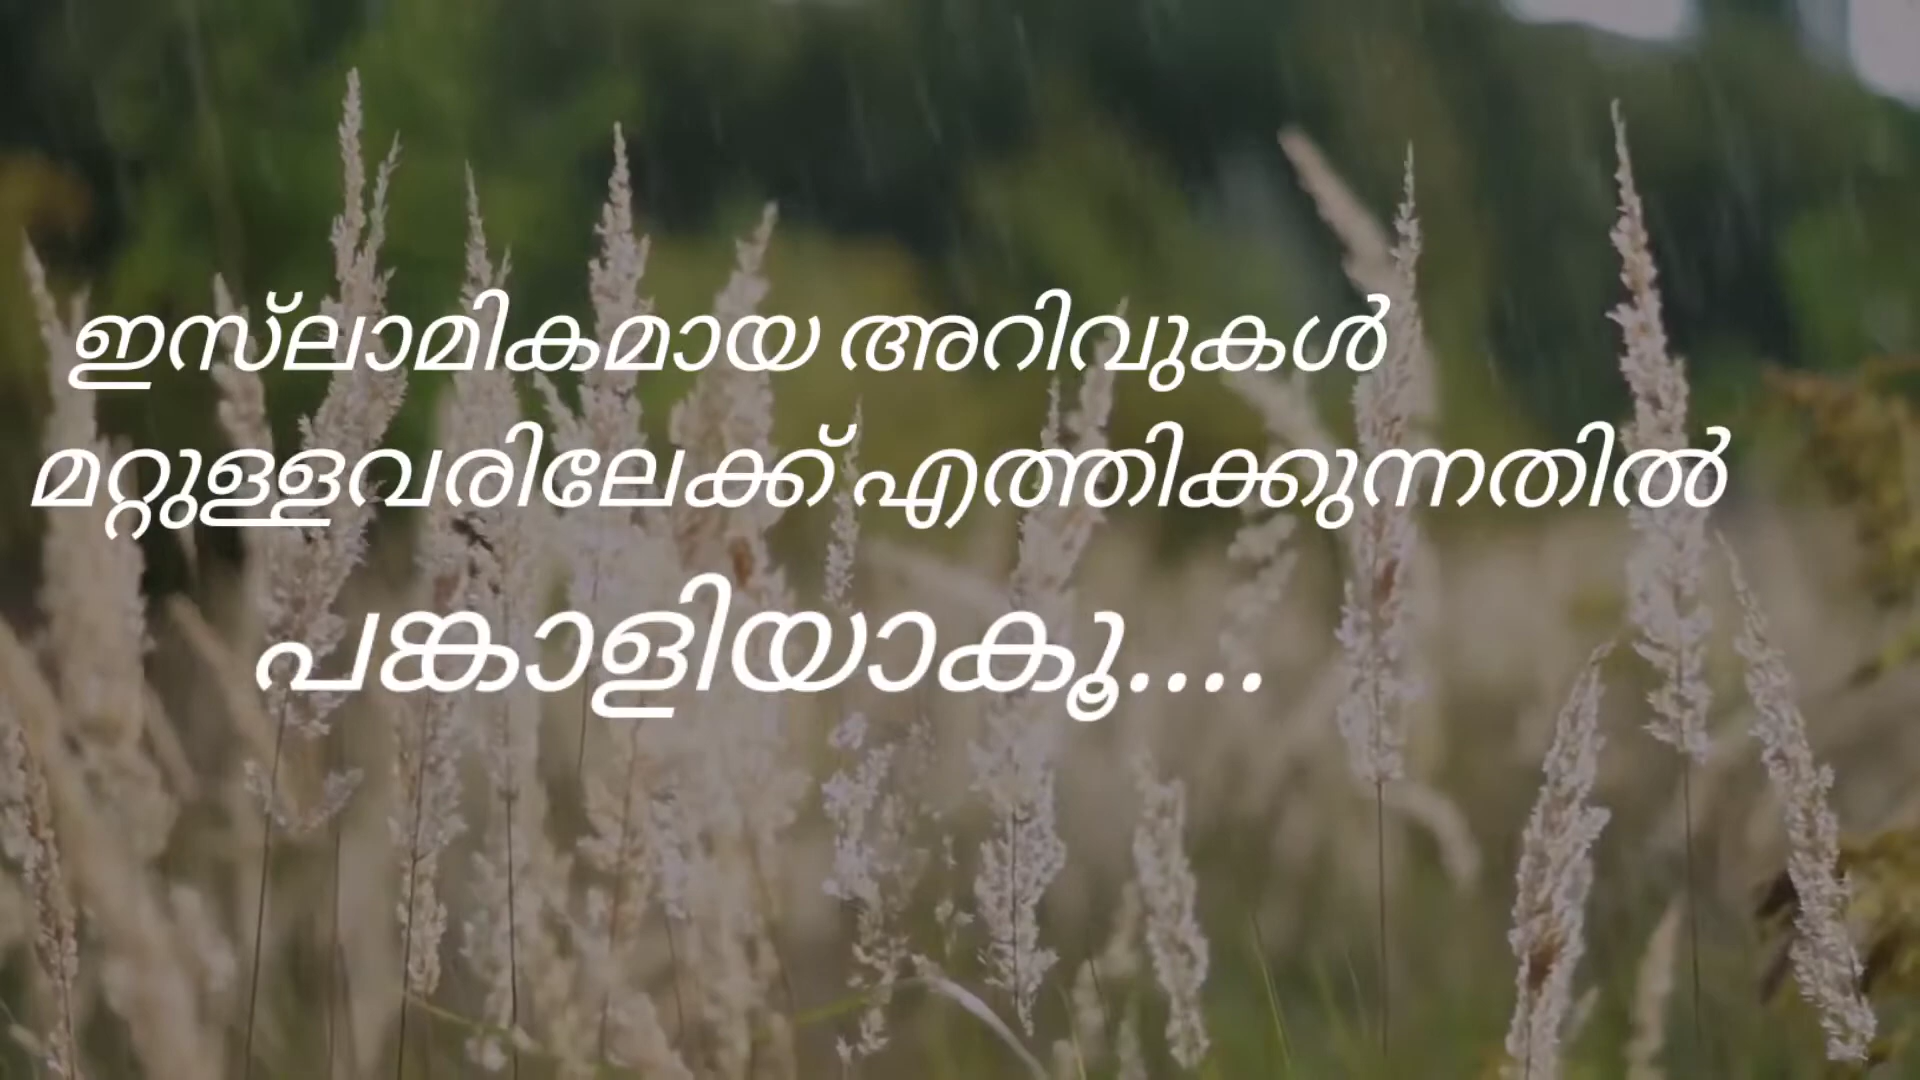 ഇസ്ലാമികമായ അറിവുകൾ
മറ്റുള്ളവരിലേക്ക് എത്തിക്കുന്നതിൽ
പങ്കാളിയാകൂ....